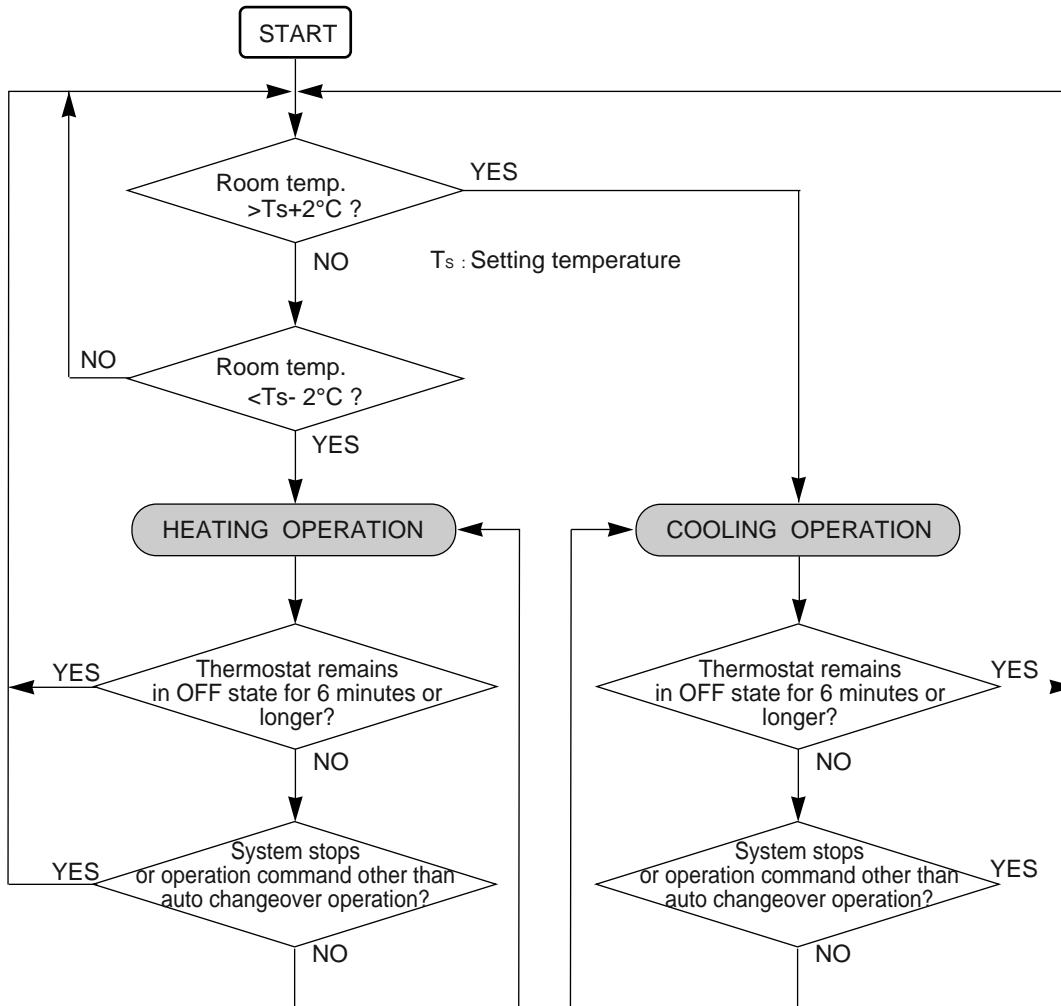 START
Room temp.
>Ts+2°C ?
YES
NO
Ts : Setting temperature
NO
Room temp.
<Ts- 2°C ?
YES
HEATING OPERATION
COOLING OPERATION
YES
Thermostat remains
in OFF state for 6 minutes or
longer?
NO
Thermostat remains
in OFF state for 6 minutes or
longer?
YES
NO
YES
System stops
or operation command other than
auto changeover operation?
NO
System stops
or operation command other than
auto changeover operation?
YES
NO